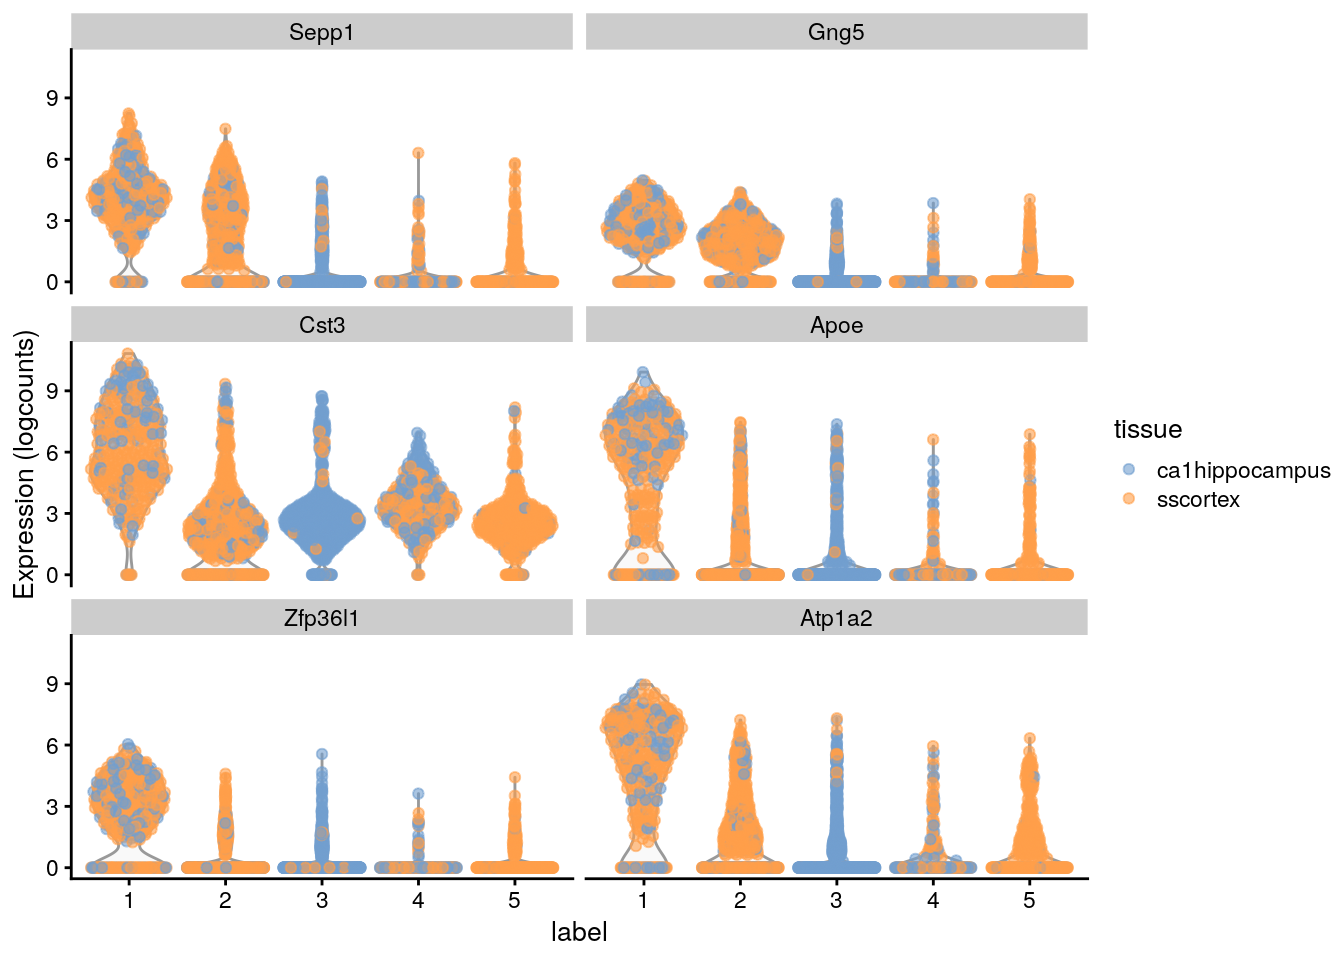 Sepp1 Gng5
9
6
3
0
Cst3 Apoe
9
6
3
0
Expression (logcounts)
Zfp36l1 Atp1a2
9
6
3
0
1 2 3 4 5 1 2 3 4 5
label
tissue
ca1hippocampus
sscortex